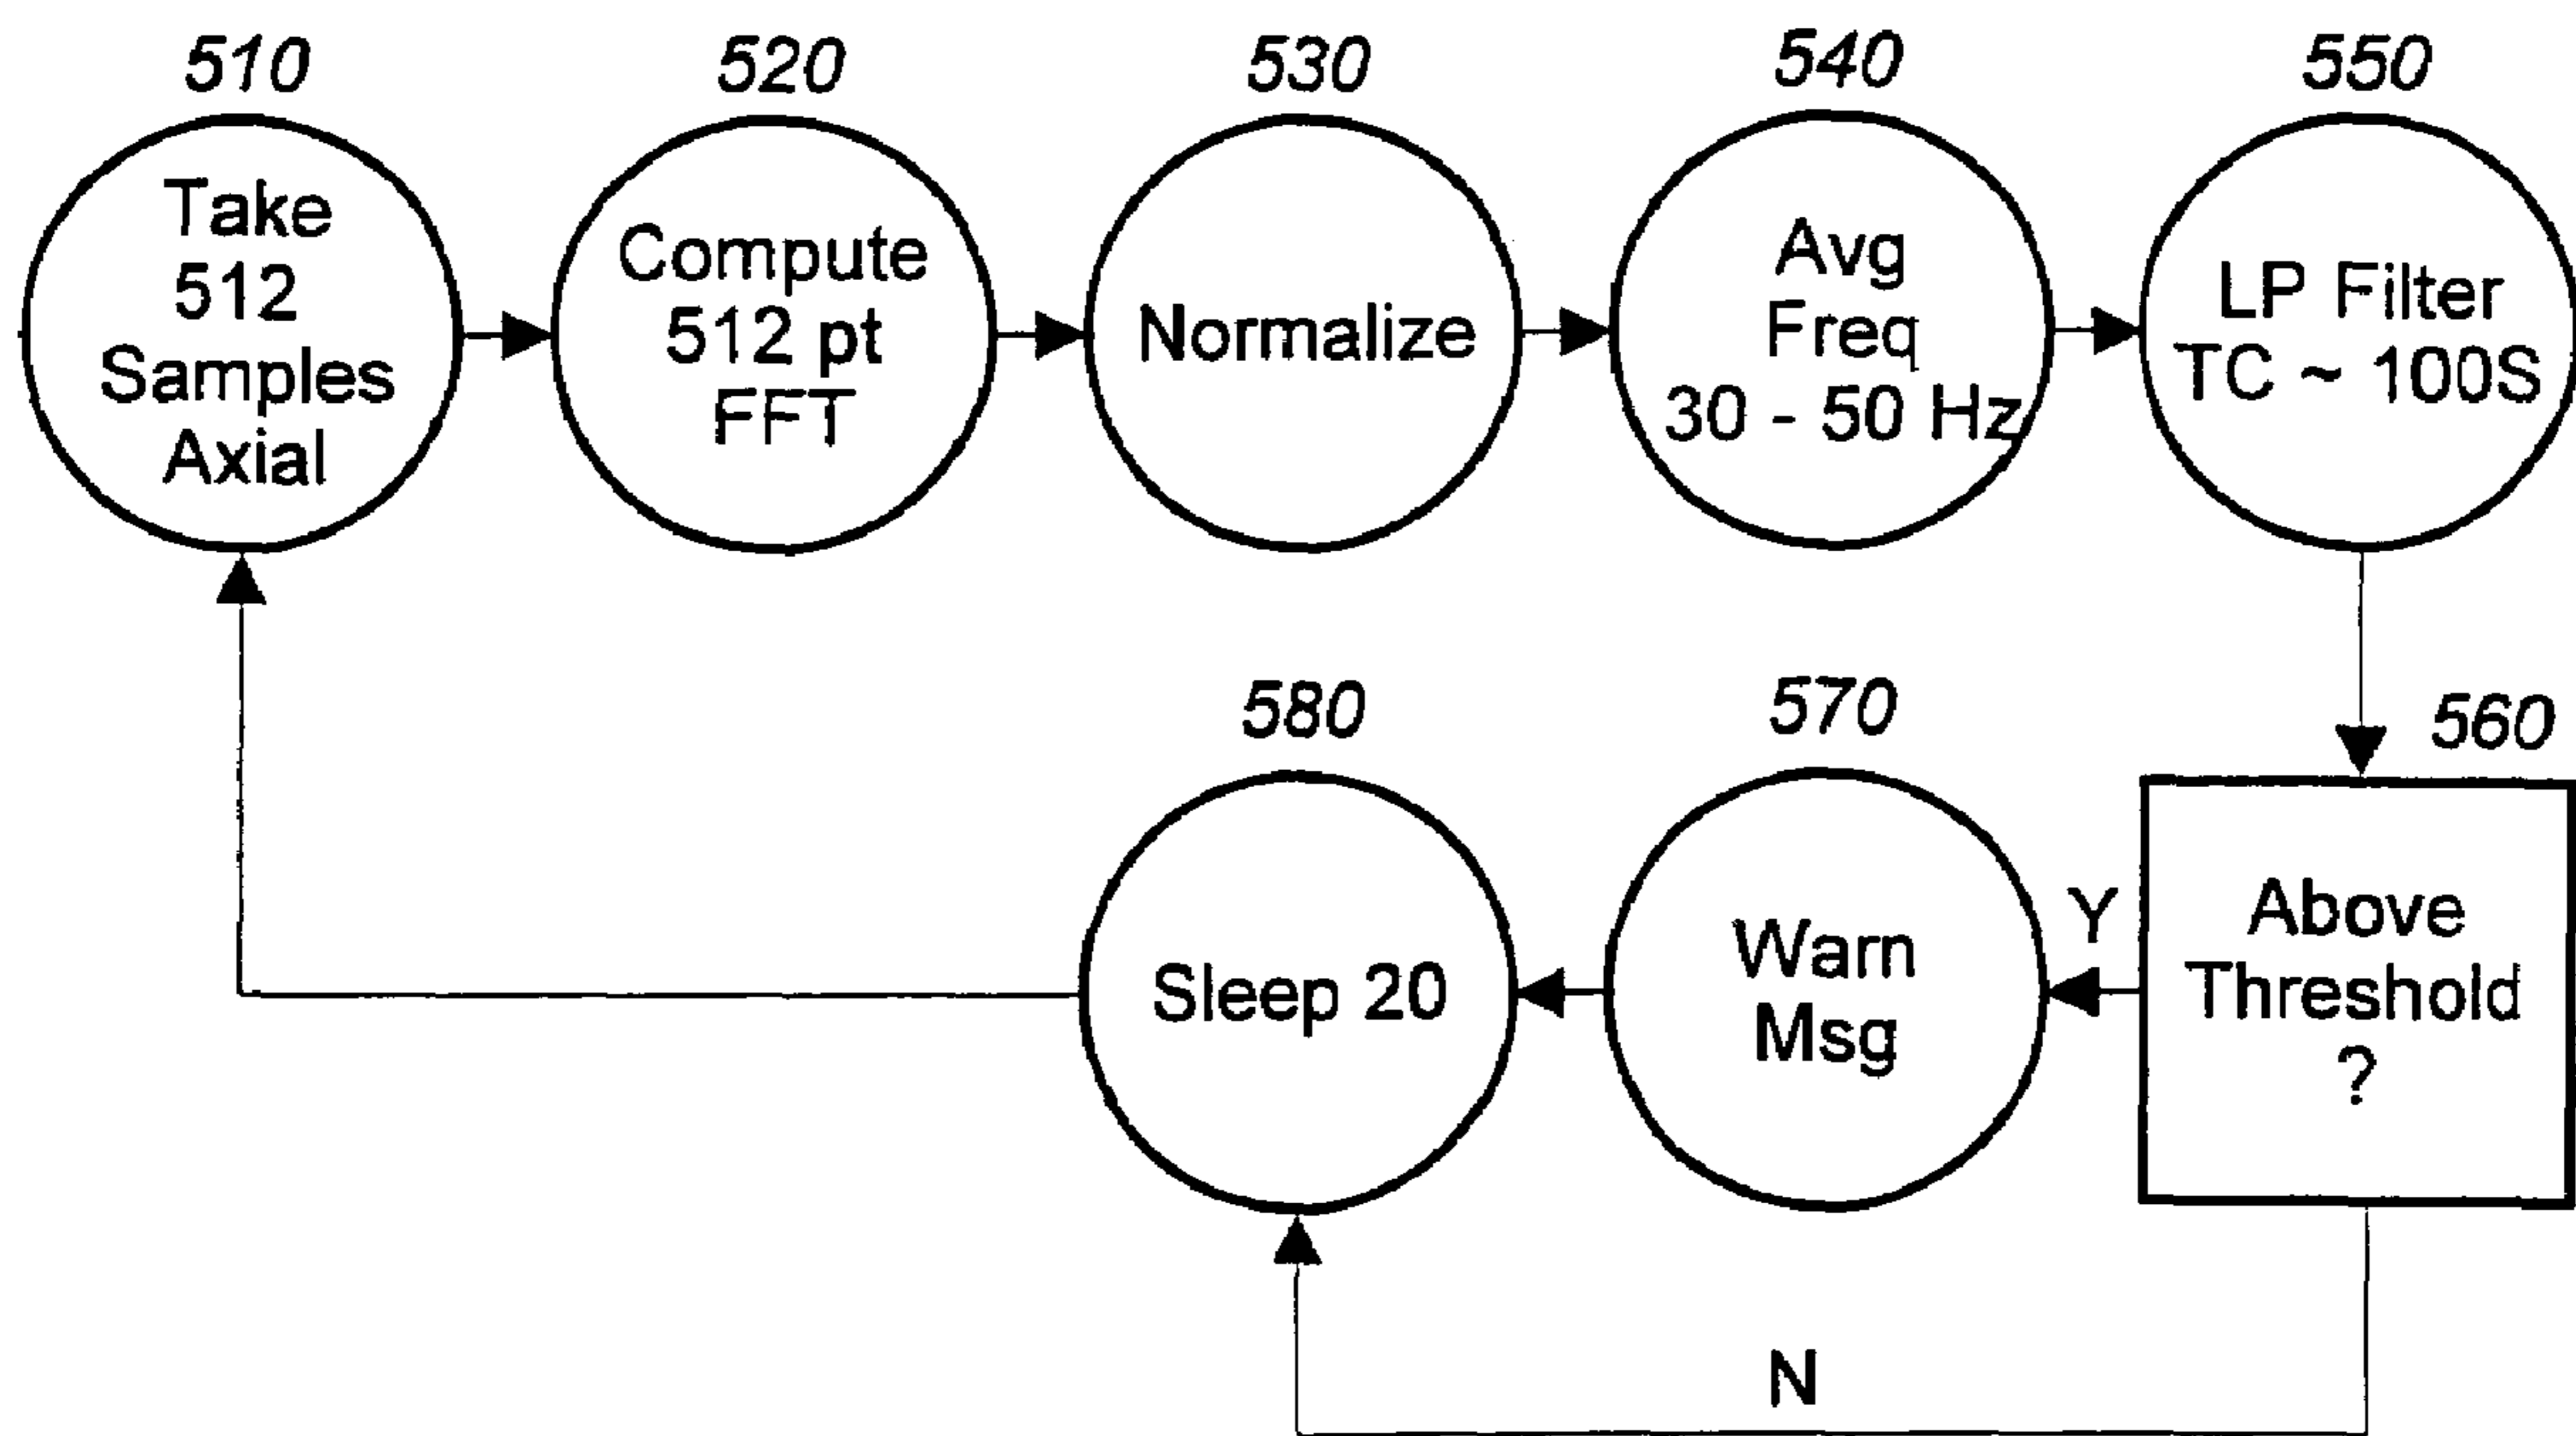 510
Take
512
Samples
Axial
520
Compute
512 pt
FFT
530
Normalize
540
Avg
Freq
30 - 50 Hz
550
LP Filter
TC ~ 100S
560
Above
Threshold
?
Y
570
Warn
Msg
580
Sleep 20
N